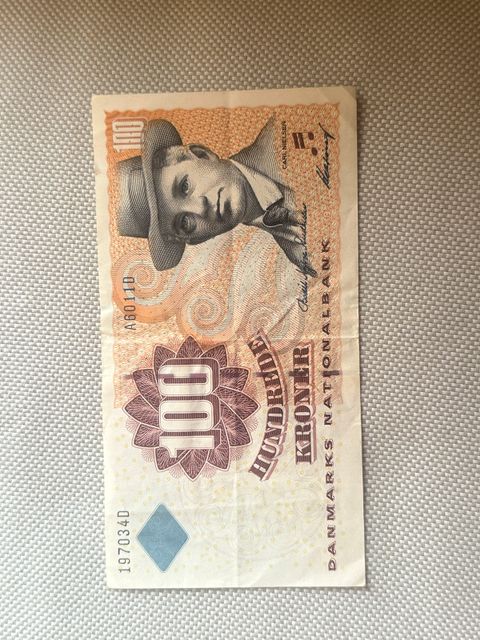 197034D
A6011D
100
100
HUNDREDE
KRONER
CARL NIELSEN
DANMARKS NATIONALBANK